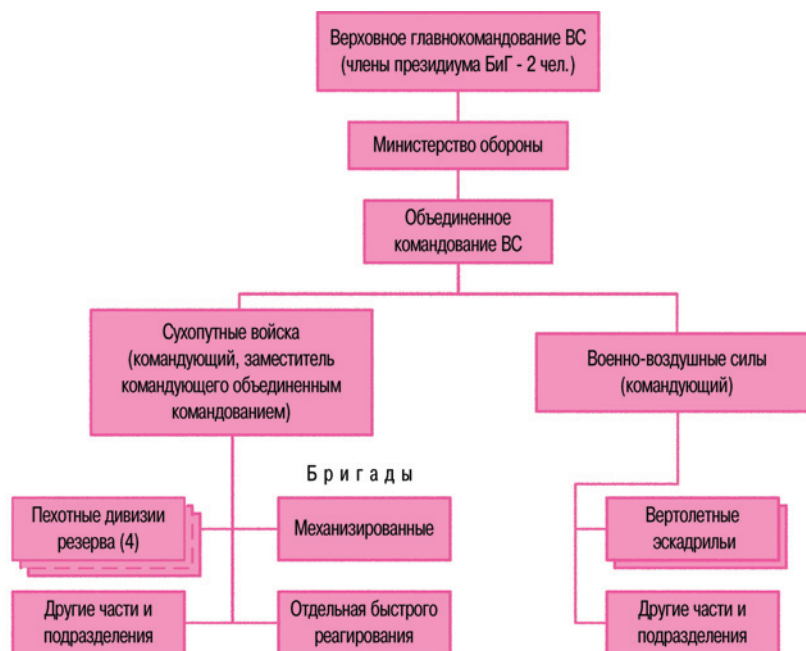 Верховное главнокомандование ВС
(члены президиума БиГ - 2 чел.)
Министерство обороны
Объединенное
командование ВС
Сухопутные войска
(командующий, заместитель
командующего объединенным
командованием)
Военно-воздушные силы
(командующий)
Бригады
Пехотные дивизии
резерва (4)
Механизированные
Вертолетные
эскадрильи
Другие части и
подразделения
Отдельная быстрого
реагирования
Другие части и
подразделения